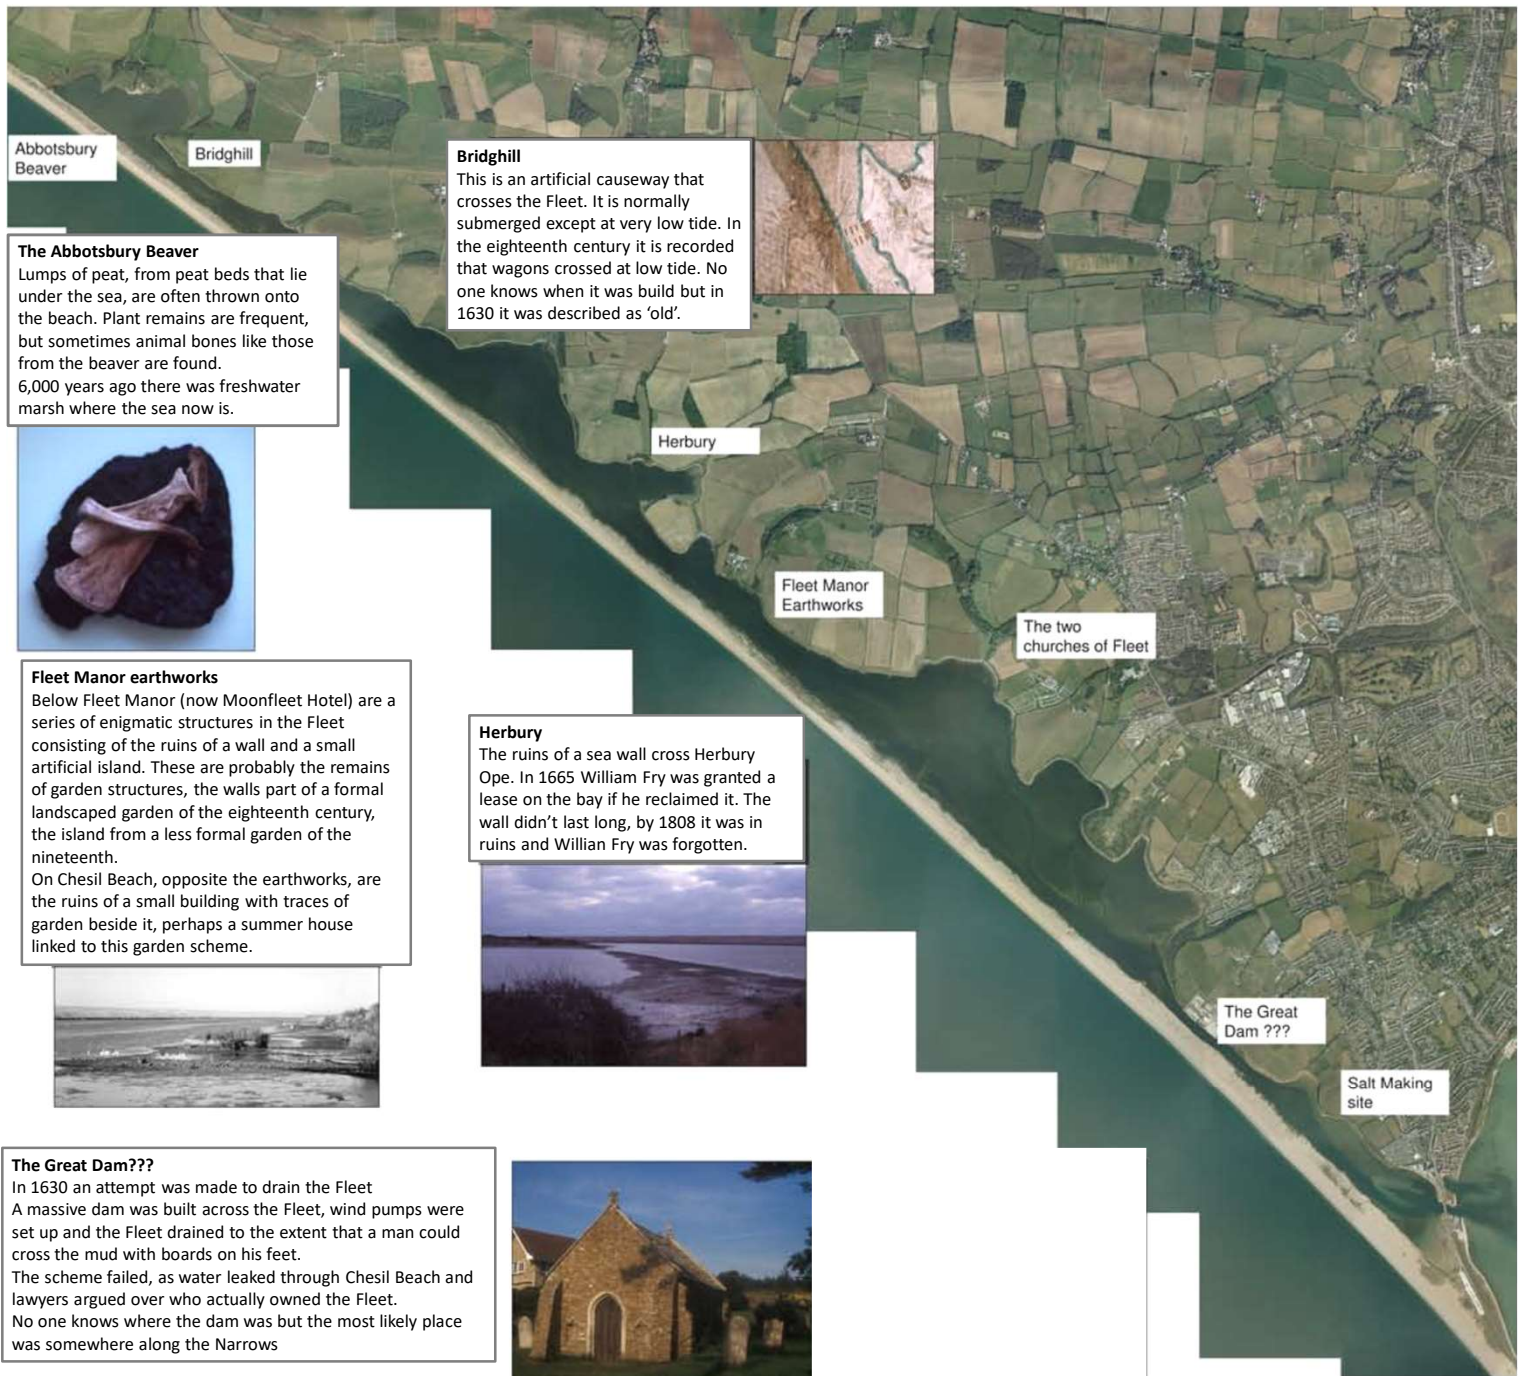 Abbotsbury
Beaver
Bridghill
Bridghill
This is an artificial causeway that
crosses the Fleet. It is normally
submerged except at very low tide. In
the eighteenth century it is recorded
that wagons crossed at low tide. No
one knows when it was build but in
1630 it was described as ‘old’.
The Abbotsbury Beaver
Lumps of peat, from peat beds that lie
under the sea, are often thrown onto
the beach. Plant remains are frequent,
but sometimes animal bones like those
from the beaver are found.
6,000 years ago there was freshwater
marsh where the sea now is.
Herbury
Fleet Manor
Earthworks
The two
churches of Fleet
Fleet Manor earthworks
Below Fleet Manor (now Moonfleet Hotel) are a
series of enigmatic structures in the Fleet
consisting of the ruins of a wall and a small
artificial island. These are probably the remains
of garden structures, the walls part of a formal
landscaped garden of the eighteenth century,
the island from a less formal garden of the
nineteenth.
On Chesil Beach, opposite the earthworks, are
the ruins of a small building with traces of
garden beside it, perhaps a summer house
linked to this garden scheme.
Herbury
The ruins of a sea wall cross Herbury
Ope. In 1665 William Fry was granted a
lease on the bay if he reclaimed it. The
wall didn’t last long, by 1808 it was in
ruins and Willian Fry was forgotten.
The Great
Dam ???
Salt Making
site
The Great Dam???
In 1630 an attempt was made to drain the Fleet
A massive dam was built across the Fleet, wind pumps were
set up and the Fleet drained to the extent that a man could
cross the mud with boards on his feet.
The scheme failed, as water leaked through Chesil Beach and
lawyers argued over who actually owned the Fleet.
No one knows where the dam was but the most likely place
was somewhere along the Narrows